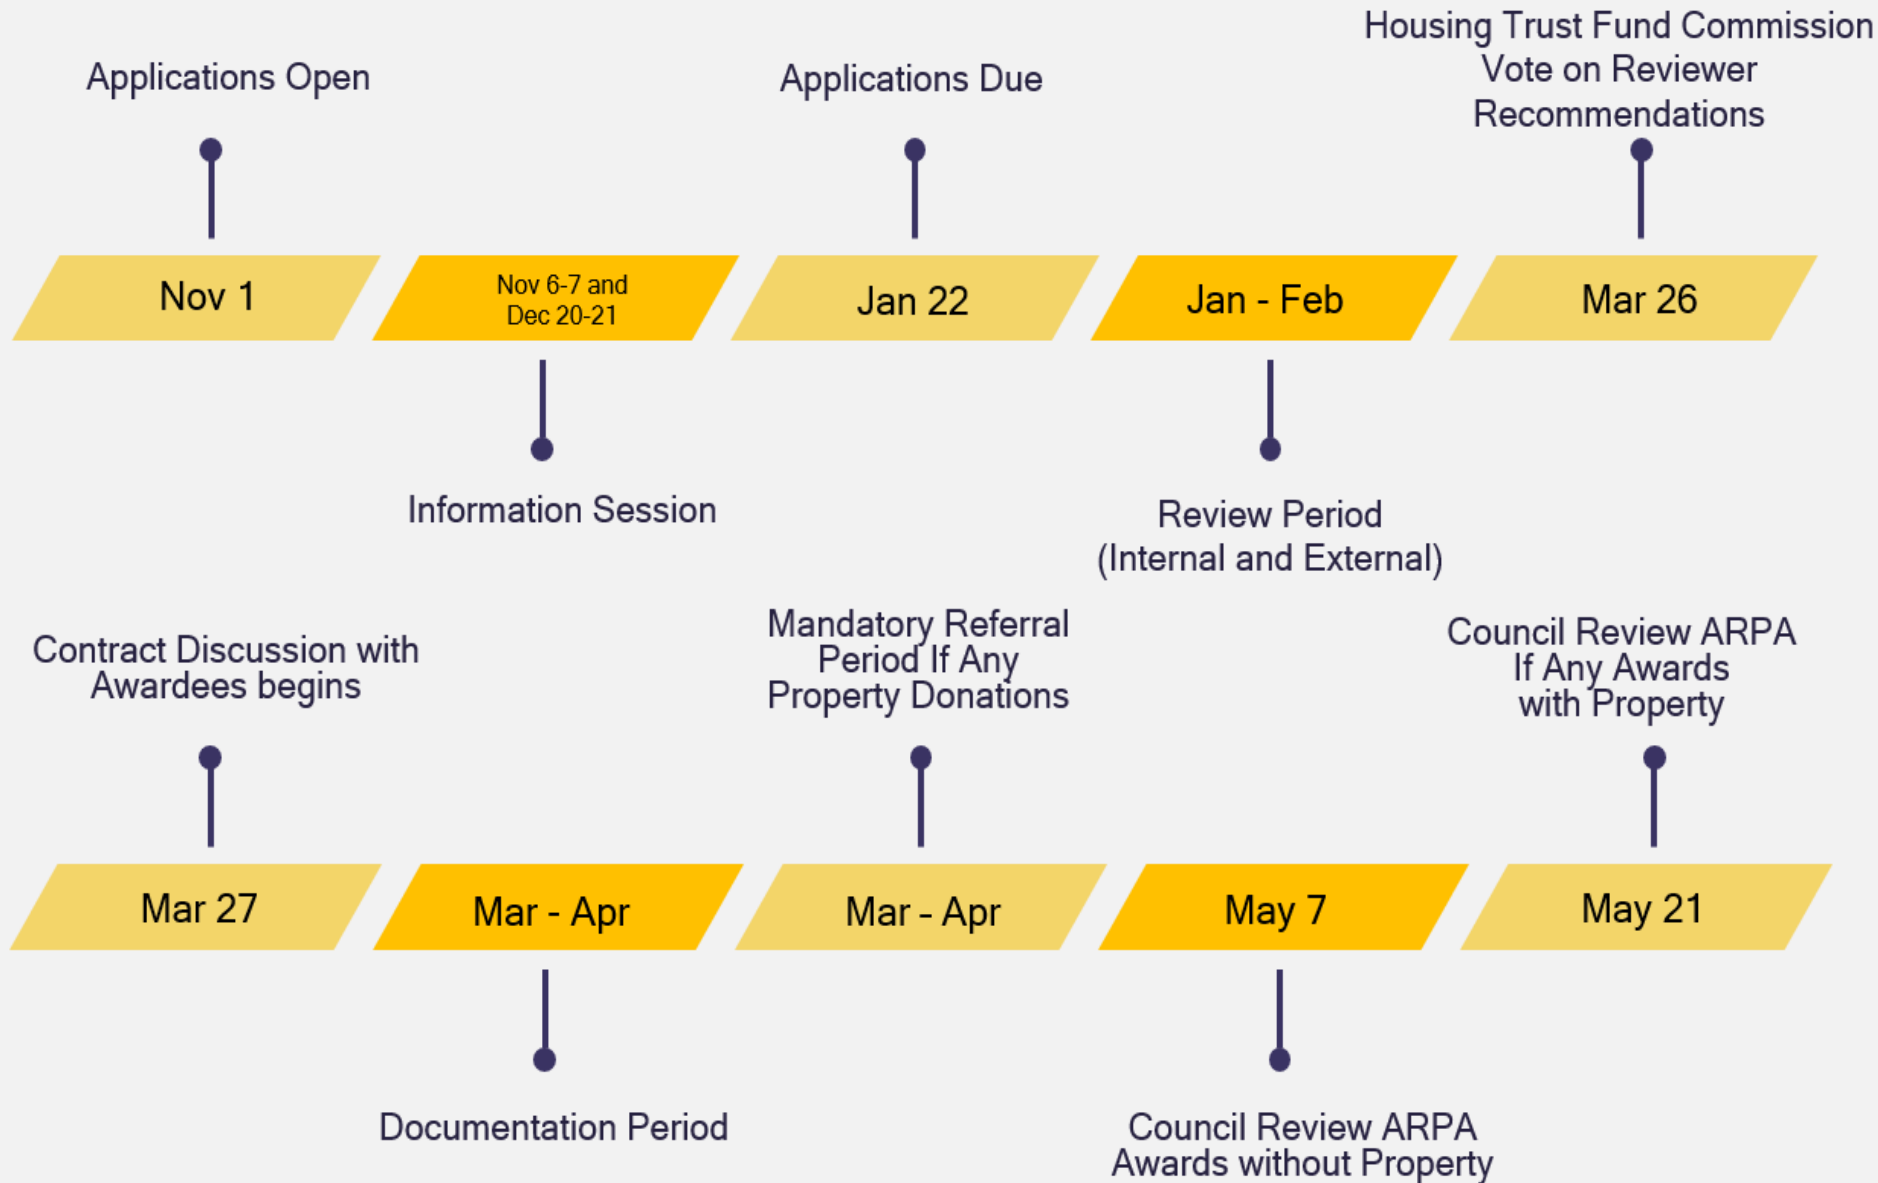 Applications Open
Nov 1
Nov 6-7 and
Dec 20-21
Information Session
Applications Due
Jan 22
Jan - Feb
Review Period
(Internal and External)
Housing Trust Fund Commission
Vote on Reviewer
Recommendations
Mar 26
Contract Discussion with
Awardees begins
Mar 27
Mar - Apr
Documentation Period
Mandatory Referral
Period If Any
Property Donations
Mar - Apr
May 7
Council Review ARPA
Awards without Property
Council Review ARPA
If Any Awards
with Property
May 21